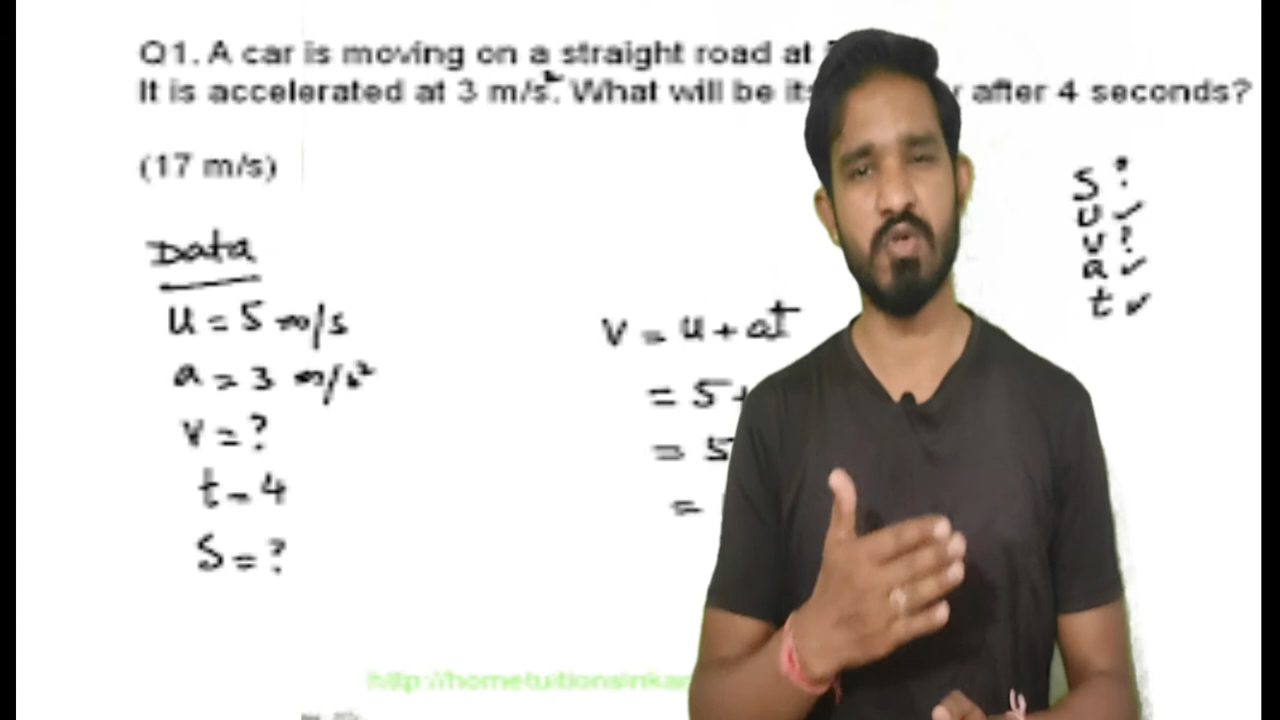 Q1. A car is moving on a straight road at
It is accelerated at 3 m/s². What will be its after 4 seconds?
(17 m/s)
Data
u = 5 m/s
a = 3 m/s²
v = ?
t = 4
S = ?
v = u + at
= 5+
= 5
=
S ?
U ✓
v ?
a ✓
t ✓